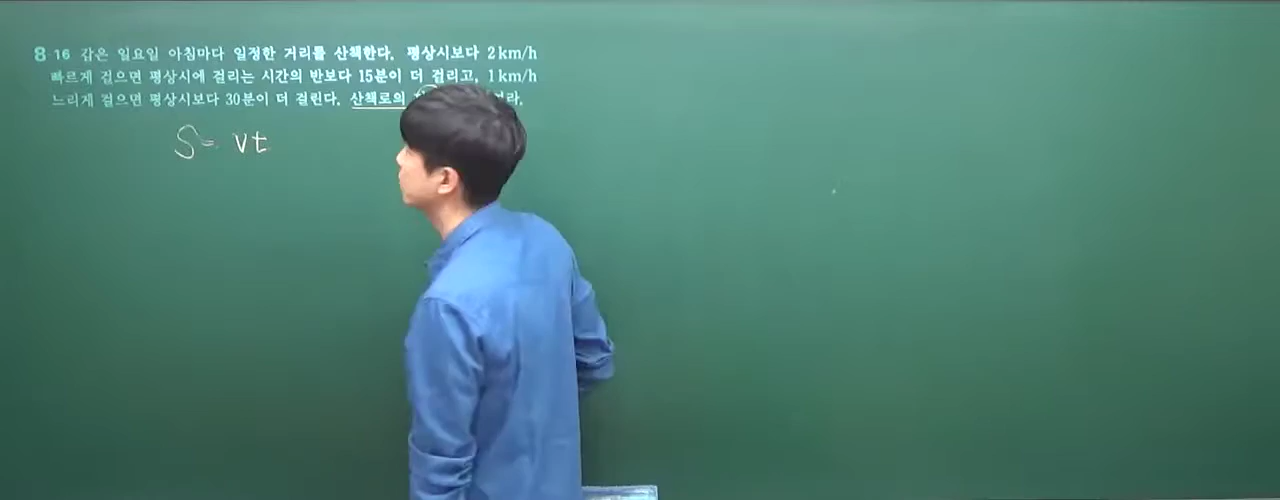 8·16 갑은 일요일 아침마다 일정한 거리를 산책한다. 평상시보다 2km/h
빠르게 걸으면 평상시에 걸리는 시간의 반보다 15분이 더 걸리고, 1km/h
느리게 걸으면 평상시보다 30분이 더 걸린다. 산책로의
S= vt